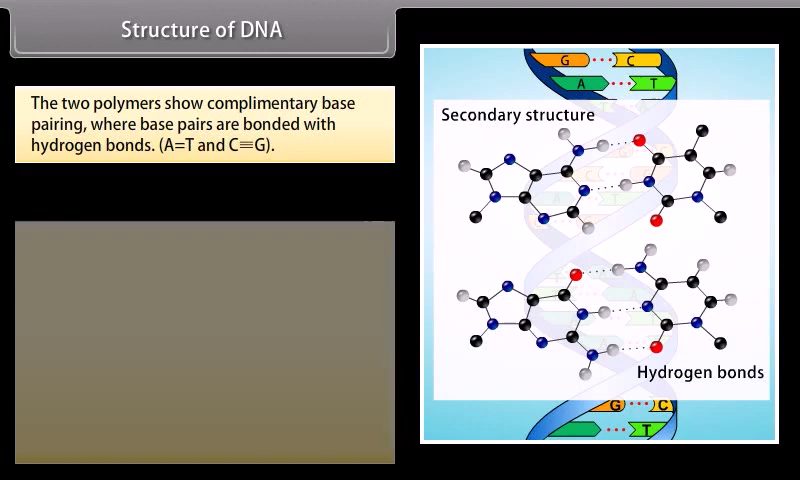 Structure of DNA
The two polymers show complimentary base
pairing, where base pairs are bonded with
hydrogen bonds. (A=T and C≡G).
G C
A T
Secondary structure
Hydrogen bonds
G C
T